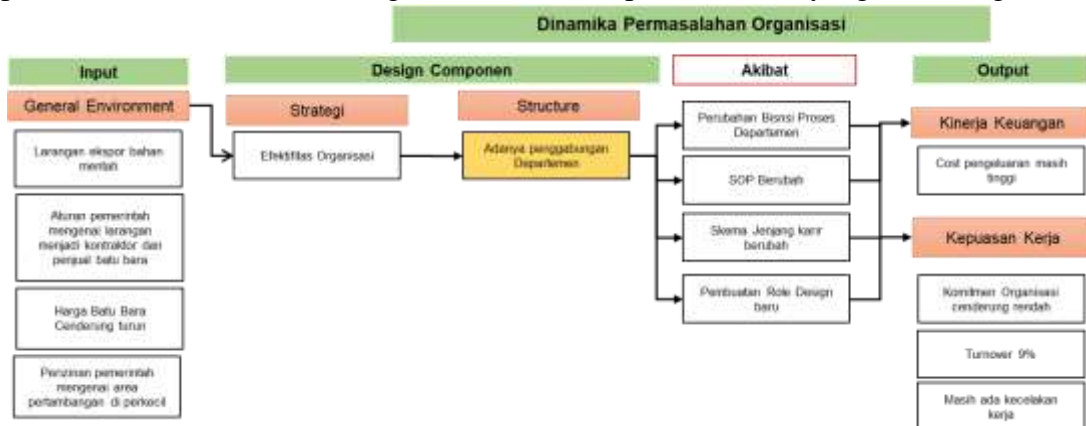 Dinamika Permasalahan Organisasi
Input
Design Componen
Akibat
Output
General Environment
Larangan ekspor bahan
mentah
Aturan pemerintah
mengenai larangan
menjadi kontraktor dan
penjual batu bara
Harga Batu Bara
Cenderung turun
Perizinan pemerintah
mengenai area
pertambangan di perkecil
Strategi
Efektifitas Organisasi
Structure
Adanya penggabungan
Departemen
Perubahan Bisnsi Proses
Departemen
SOP Berubah
Skema Jenjang karir
berubah
Pembuatan Role Design
baru
Kinerja Keuangan
Cost pengeluaran masih
tinggi
Kepuasan Kerja
Komitmen Organisasi
cenderung rendah
Turnover 9%
Masih ada kecelakan
kerja